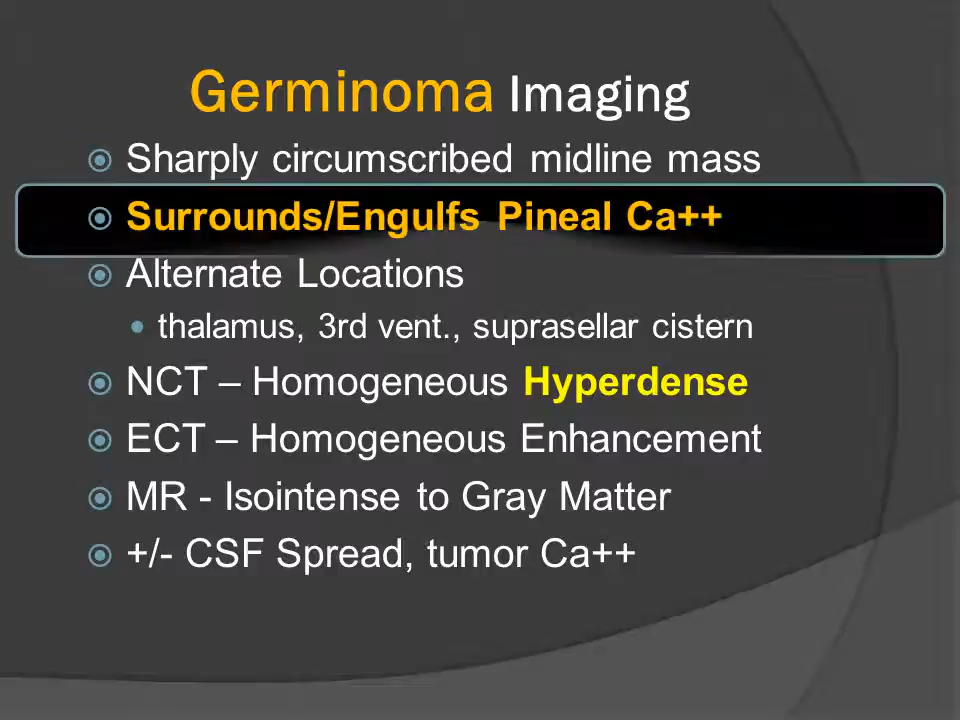 Germinoma Imaging
Sharply circumscribed midline mass
Surrounds/Engulfs Pineal Ca++
Alternate Locations
thalamus, 3rd vent., suprasellar cistern
NCT – Homogeneous Hyperdense
ECT – Homogeneous Enhancement
MR - Isointense to Gray Matter
+/- CSF Spread, tumor Ca++